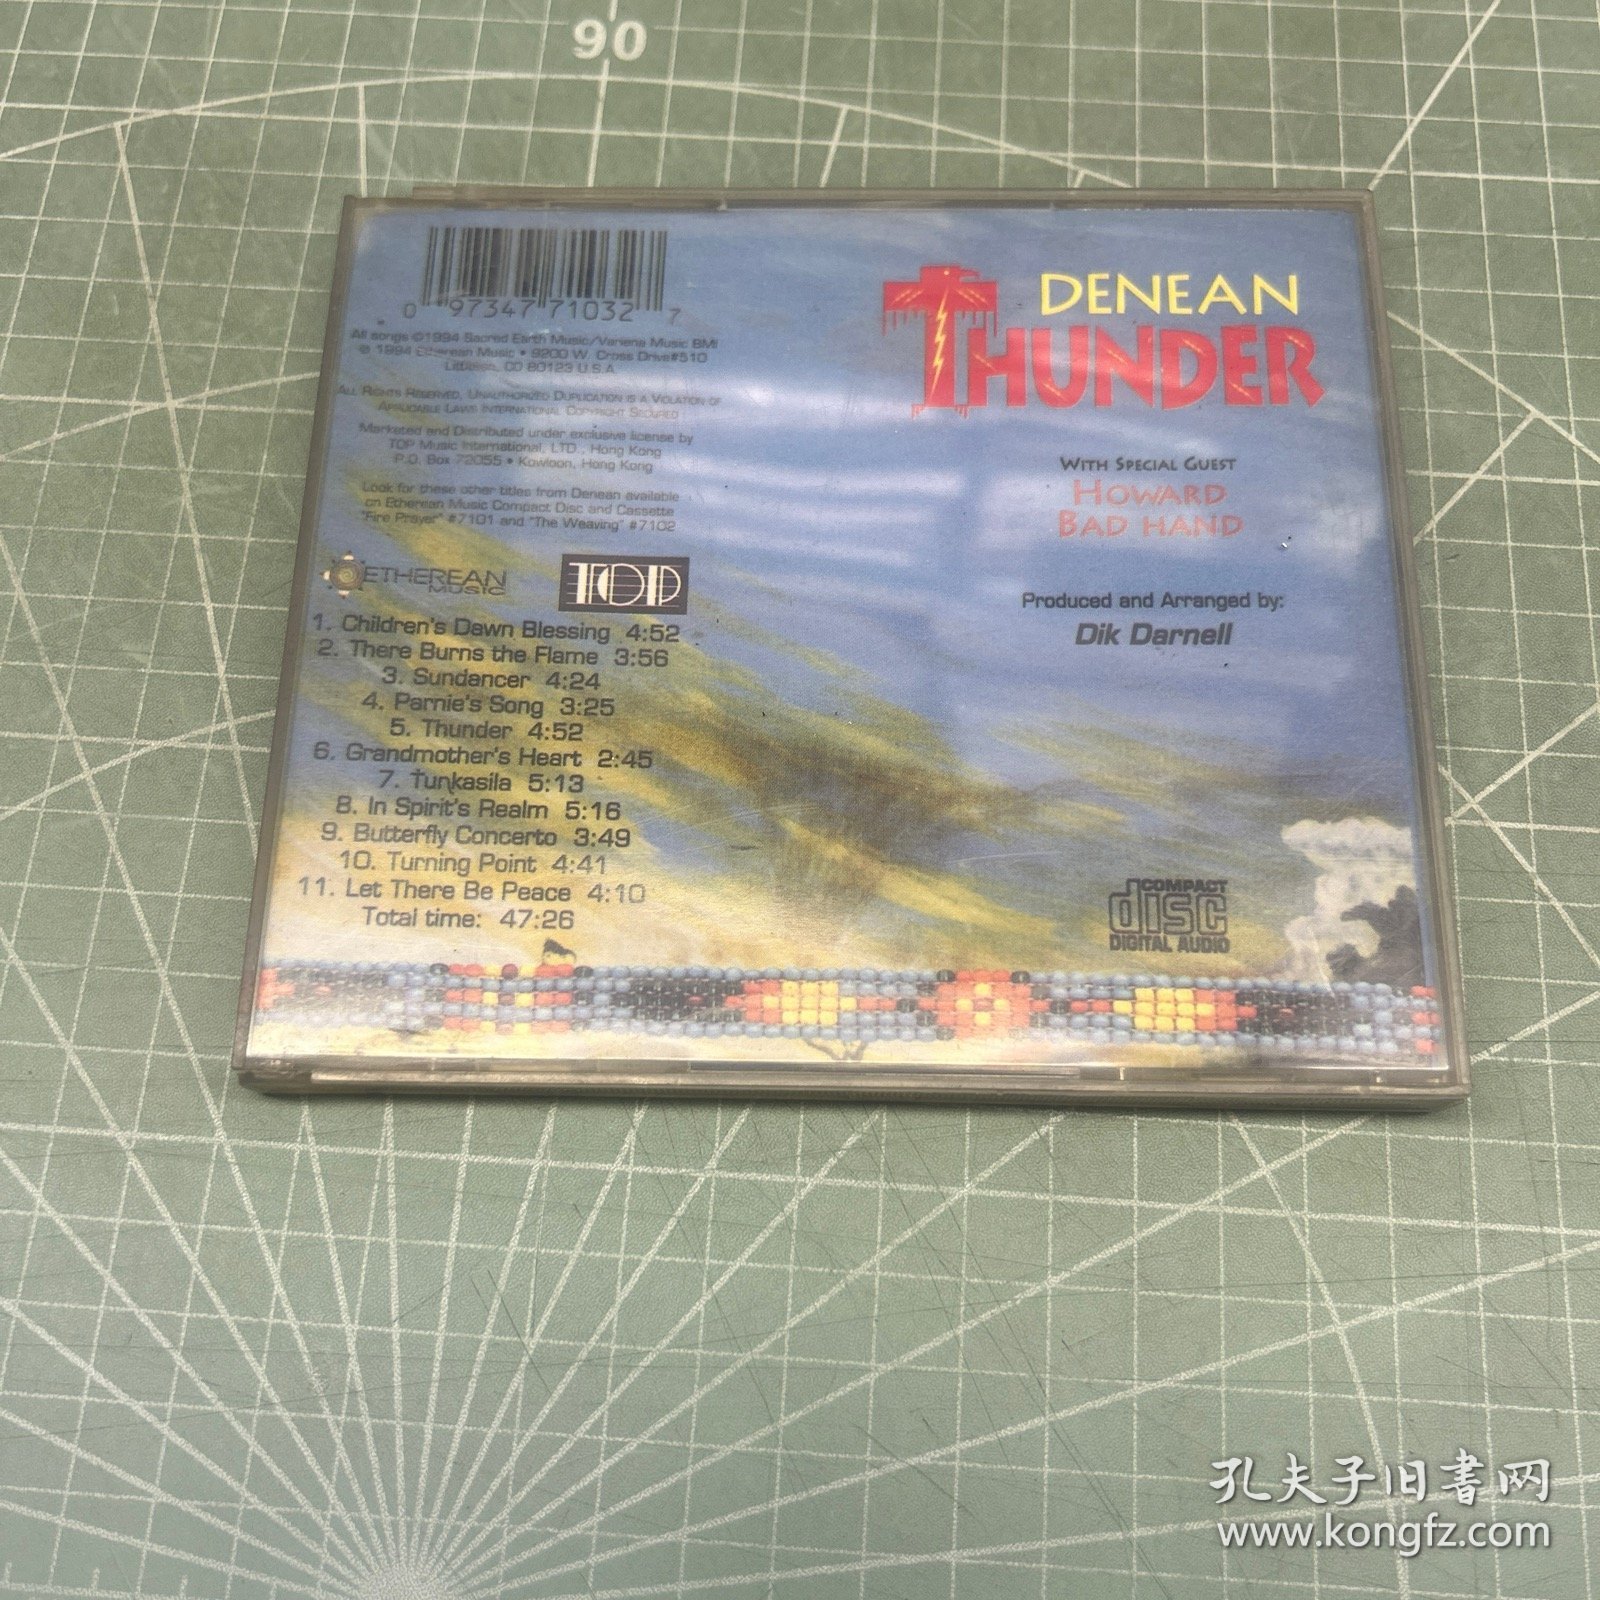 90
0 97347 71032 7
All songs ©1994 Sacred Earth Music/Variena Music BMI
℗ 1994 Etherean Music • 9200 W. Cross Drive#510
Littleton, CO 80123 U.S.A.
All Rights Reserved, Unauthorized Duplication is a Violation of
Applicable Laws International Copyright Secured
Marketed and Distributed under exclusive license by
TOP Music International, LTD., Hong Kong
P.O. Box 72055 • Kowloon, Hong Kong
Look for these other titles from Denean available
on Etherean Music Compact Disc and Cassette
"Fire Prayer" #7101 and "The Weaving" #7102
ETHEREAN
MUSIC
TOP
1. Children's Dawn Blessing 4:52
2. There Burns the Flame 3:56
3. Sundancer 4:24
4. Parnie's Song 3:25
5. Thunder 4:52
6. Grandmother's Heart 2:45
7. Tunkasila 5:13
8. In Spirit's Realm 5:16
9. Butterfly Concerto 3:49
10. Turning Point 4:41
11. Let There Be Peace 4:10
Total time: 47:26
DENEAN
THUNDER
With Special Guest
Howard
Bad Hand
Produced and Arranged by:
Dik Darnell
COMPACT
disc
DIGITAL AUDIO
孔夫子旧书网
www.kongfz.com